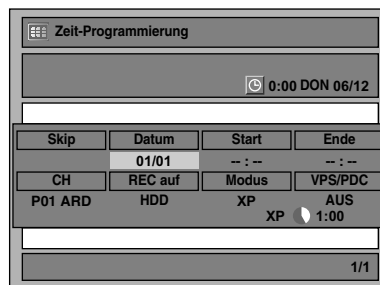 Zeit-Programmierung
0:00 DON 06/12
Skip Datum Start Ende
01/01 -- : -- -- : --
CH REC auf Modus VPS/PDC
P01 ARD HDD XP AUS
XP 1:00
1/1